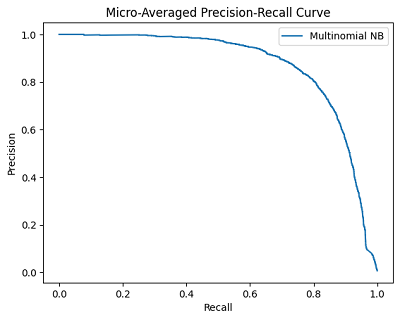 Micro-Averaged Precision-Recall Curve
Multinomial NB
1.0
0.8
0.6
0.4
0.2
0.0
Precision
0.0 0.2 0.4 0.6 0.8 1.0
Recall